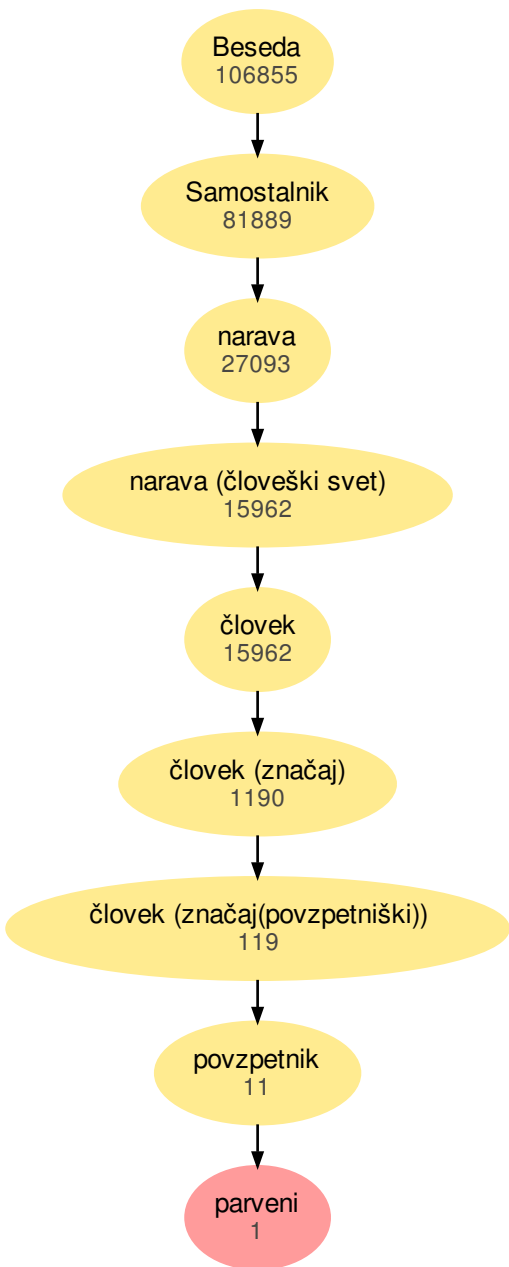 Beseda
106855
Samostalnik
81889
narava
27093
narava (človeški svet)
15962
človek
15962
človek (značaj)
1190
človek (značaj(povzpetniški))
119
povzpetnik
11
parveni
1